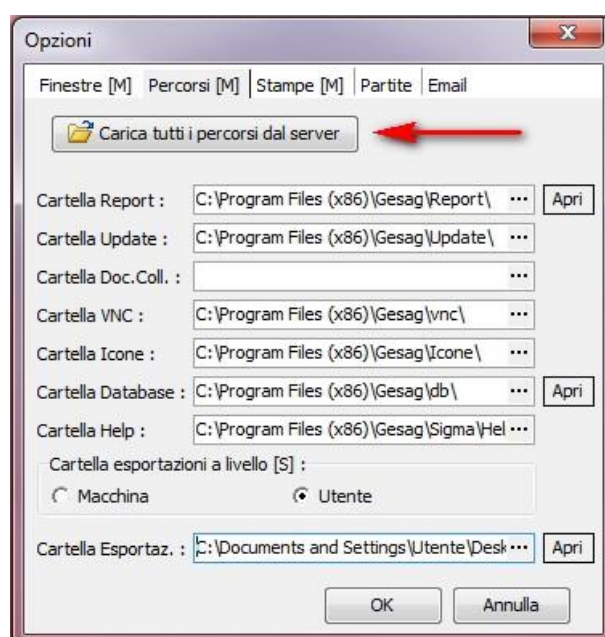 Opzioni
Finestre [M] Percorsi [M] Stampe [M] Partite Email
Carica tutti i percorsi dal server
Cartella Report : C:\Program Files (x86)\Gesag\Report\ ... Apri
Cartella Update : C:\Program Files (x86)\Gesag\Update\ ...
Cartella Doc.Coll. : ...
Cartella VNC : C:\Program Files (x86)\Gesag\vnc\ ...
Cartella Icone : C:\Program Files (x86)\Gesag\Icone\ ...
Cartella Database : C:\Program Files (x86)\Gesag\db\ ... Apri
Cartella Help : C:\Program Files (x86)\Gesag\Sigma\Hel ...
Cartella esportazioni a livello [S] :
Macchina Utente
Cartella Esportaz. : C:\Documents and Settings\Utente\Desk ... Apri
OK Annulla